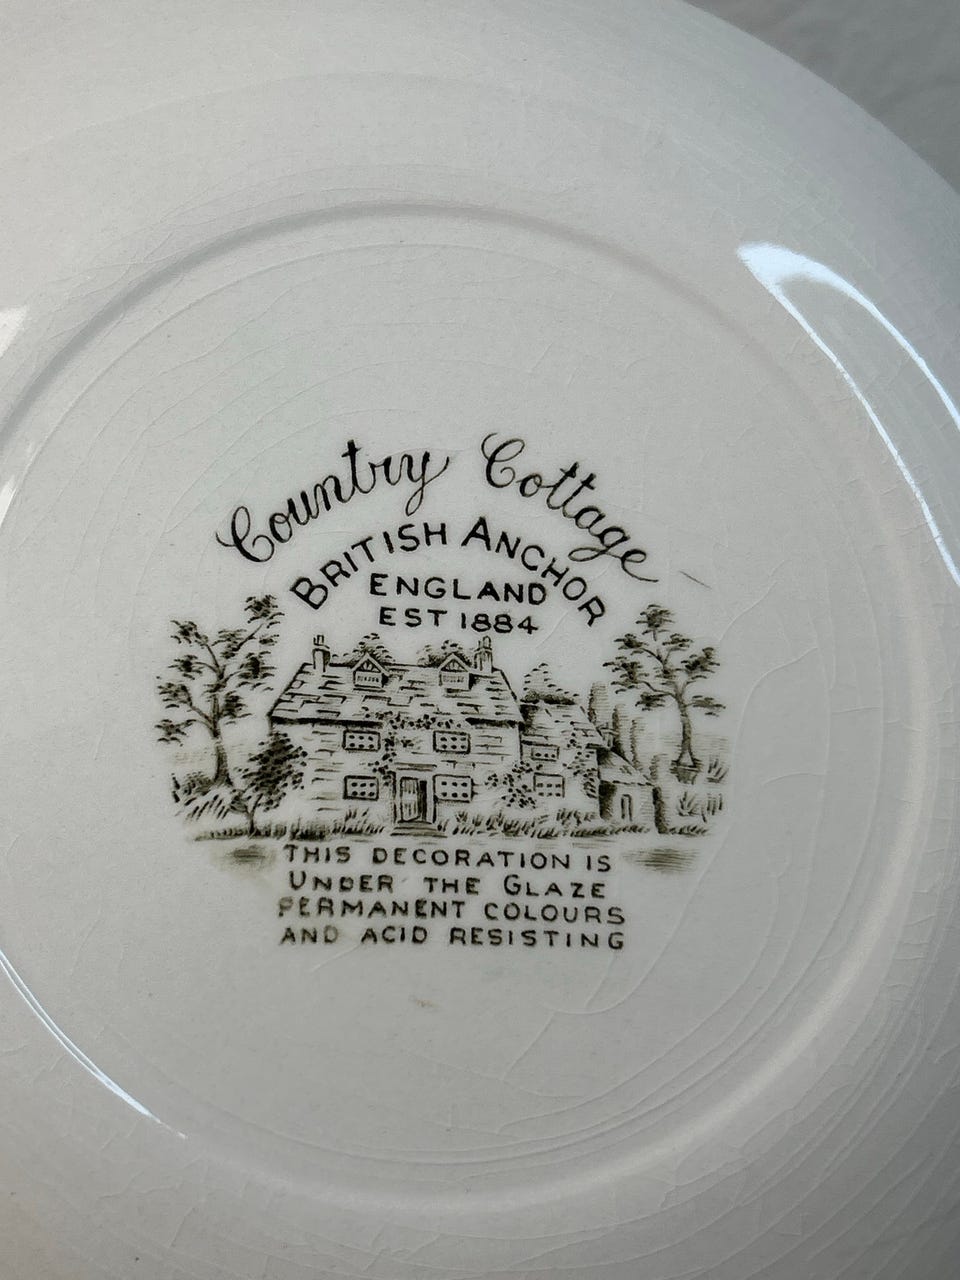 Country Cottage
BRITISH ANCHOR
ENGLAND
EST 1884
THIS DECORATION IS
UNDER THE GLAZE
PERMANENT COLOURS
AND ACID RESISTING